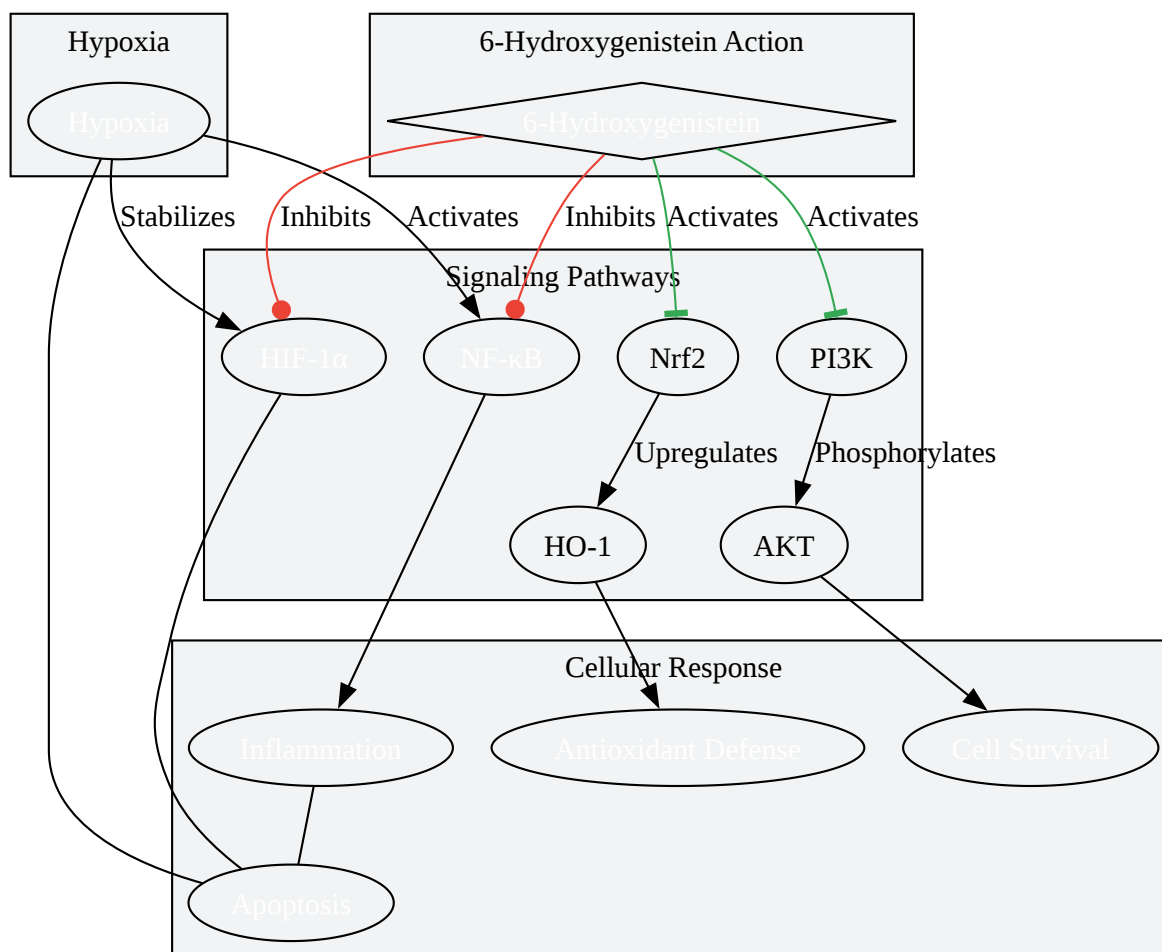 Hypoxia
6-Hydroxygenistein Action
Hypoxia
6-Hydroxygenistein
Stabilizes
Inhibits
Activates
Inhibits
Activates
Activates
Signaling Pathways
HIF-1α
NF-κB
Nrf2
PI3K
Upregulates
Phosphorylates
HO-1
AKT
Cellular Response
Inflammation
Antioxidant Defense
Cell Survival
Apoptosis